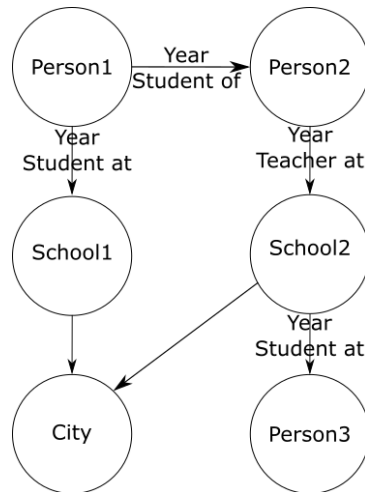 Person1
Year
Student of
Person2
Year
Student at
Year
Teacher at
School1
School2
Year
Student at
City
Person3